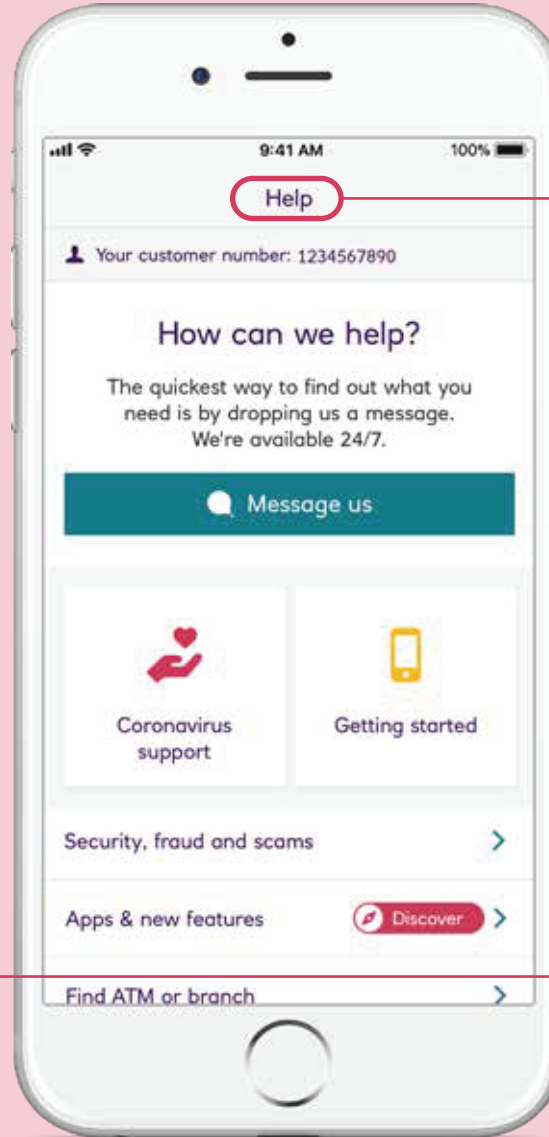 9:41 AM 100%
Help
Your customer number: 1234567890
How can we help?
The quickest way to find out what you
need is by dropping us a message.
We're available 24/7.
Message us
Coronavirus
support
Getting started
Security, fraud and scams
Apps & new features Discover
Find ATM or branch